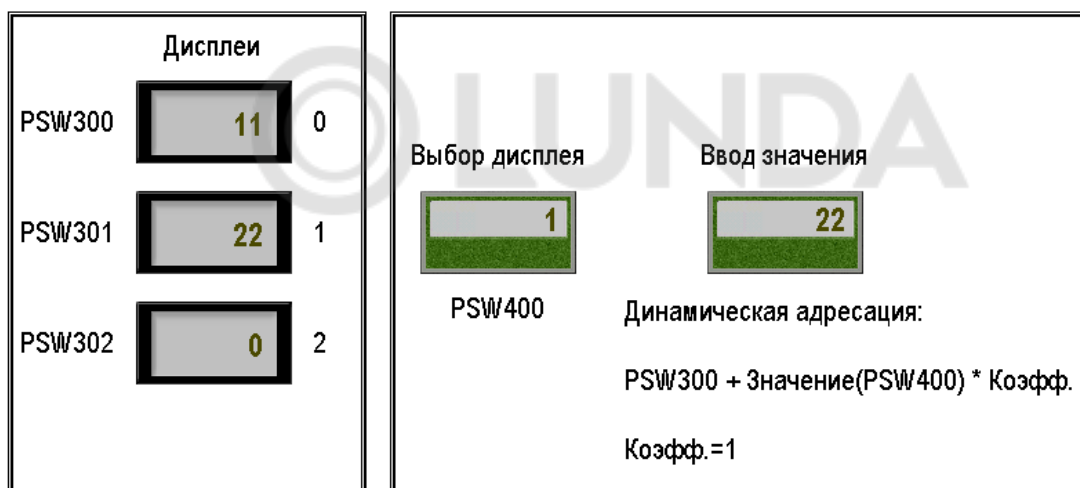 Дисплеи
PSW300 11 0
PSW301 22 1
PSW302 0 2
LUNDA
Выбор дисплея Ввод значения
1 22
PSW400
Динамическая адресация:
PSW300 + Значение(PSW400) * Коэфф.
Коэфф.=1